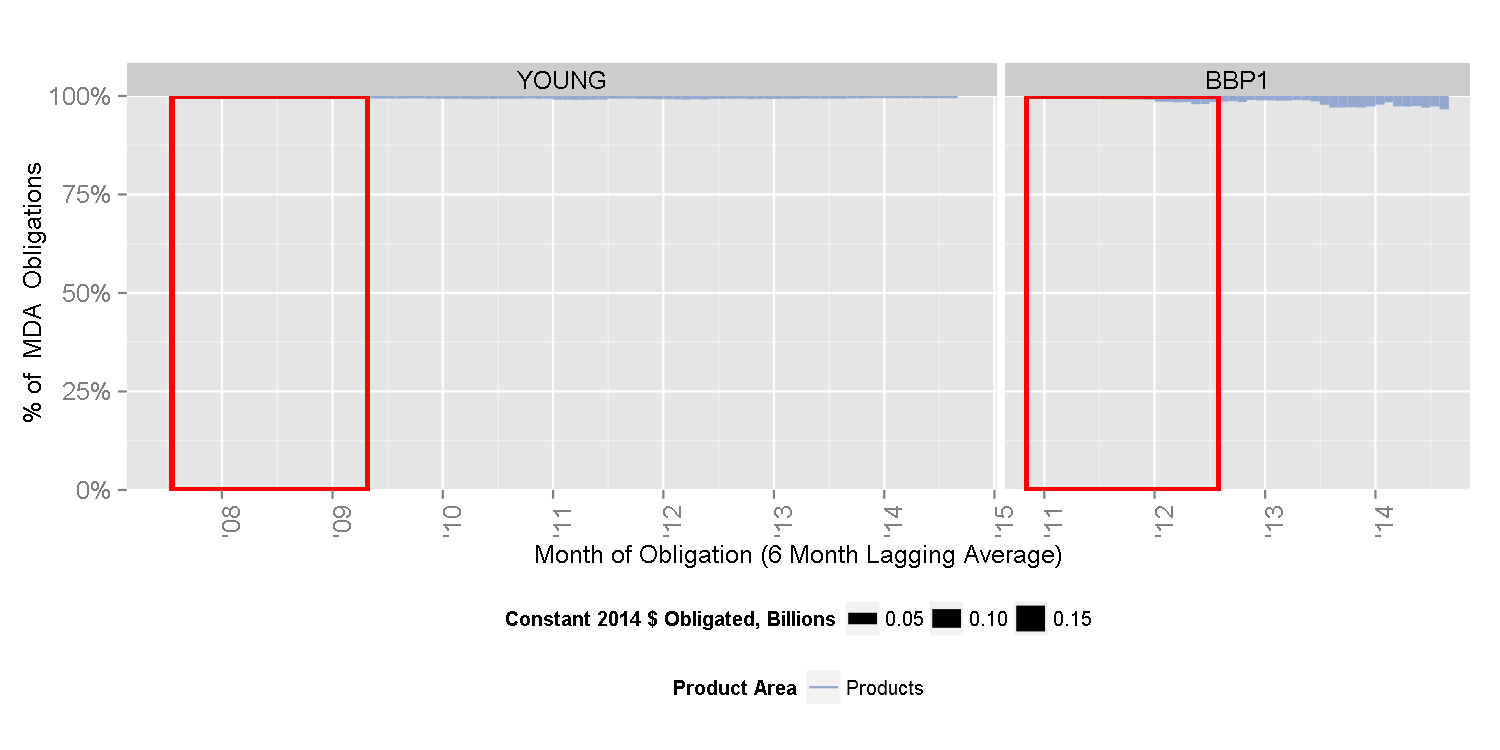 YOUNG BBP1
100%
75%
50%
25%
0%
% of MDA Obligations
'08 '09 '10 '11 '12 '13 '14 '15 '11 '12 '13 '14
Month of Obligation (6 Month Lagging Average)
Constant 2014 $ Obligated, Billions 0.05 0.10 0.15
Product Area Products